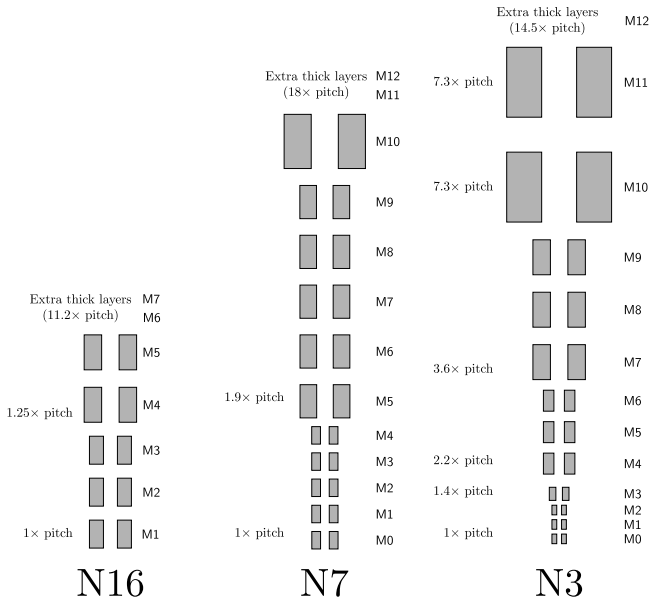 Extra thick layers
(11.2× pitch)
M7
M6
M5
1.25× pitch
M4
M3
M2
1× pitch
M1
N16
Extra thick layers
(18× pitch)
M12
M11
M10
M9
M8
M7
M6
1.9× pitch
M5
M4
M3
M2
M1
1× pitch
M0
N7
Extra thick layers
(14.5× pitch)
M12
7.3× pitch
M11
7.3× pitch
M10
M9
M8
3.6× pitch
M7
M6
M5
2.2× pitch
M4
1.4× pitch
M3
M2
M1
1× pitch
M0
N3